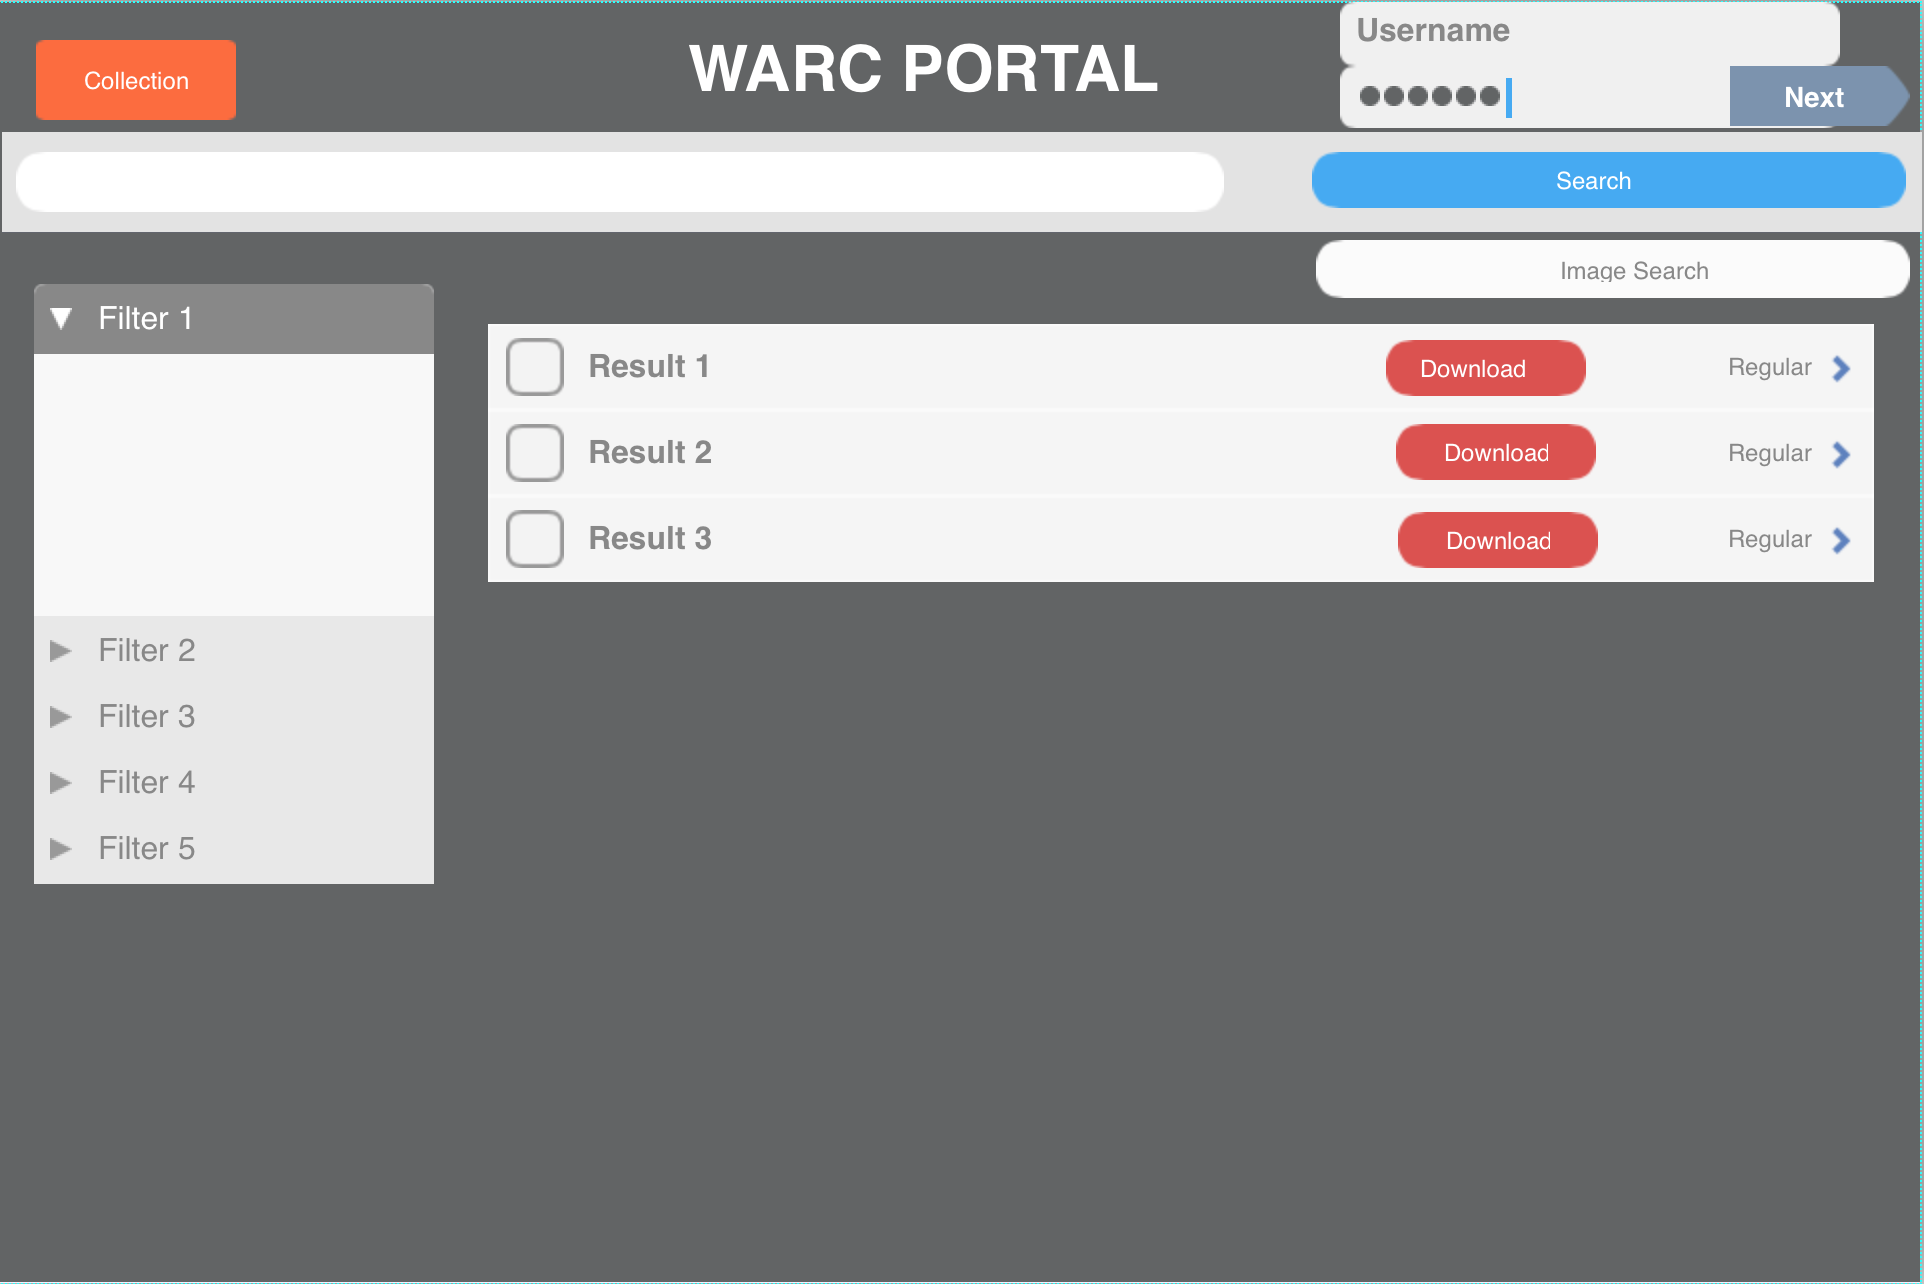 Collection
WARC PORTAL
Username
Next
Search
Image Search
Filter 1
Result 1
Download
Regular
Result 2
Download
Regular
Result 3
Download
Regular
Filter 2
Filter 3
Filter 4
Filter 5